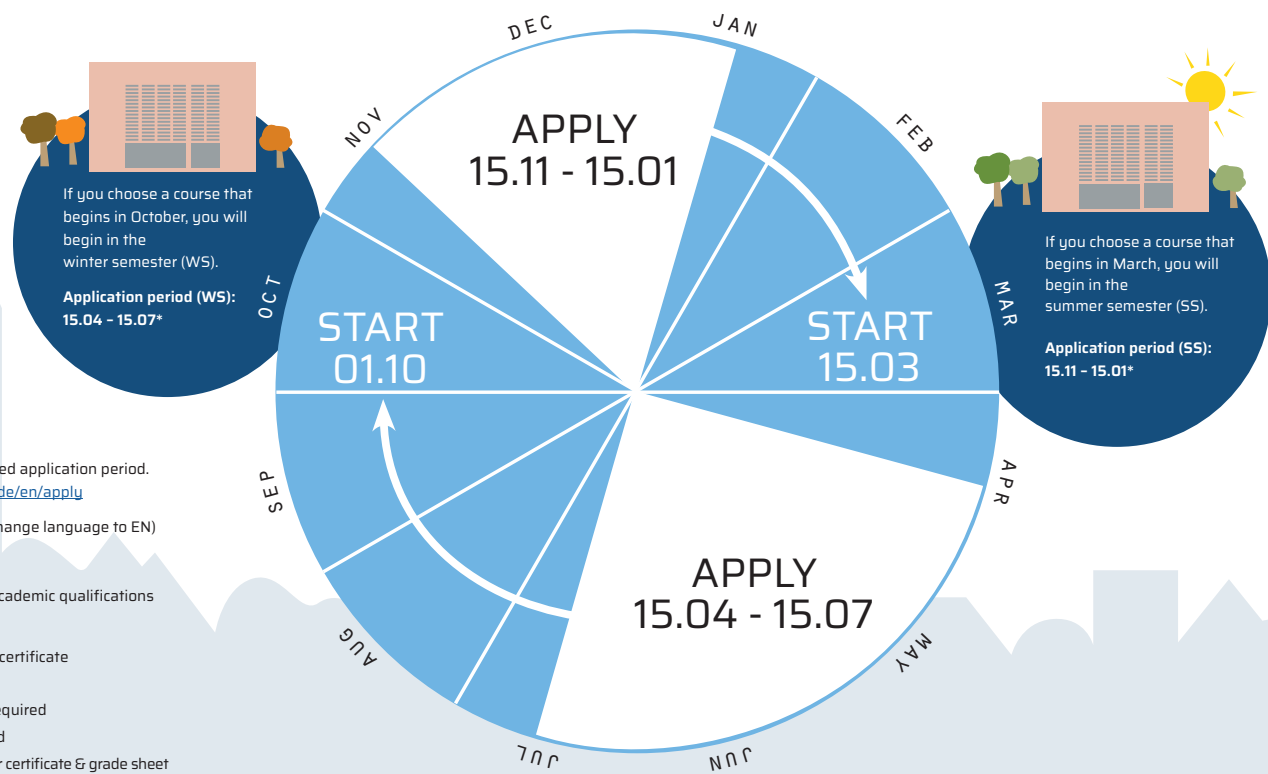 DEC
JAN
NOV
FEB
OCT
MAR
SEP
APR
AUG
MAY
JUL
JUN
APPLY
15.11 - 15.01
START
01.10
START
15.03
APPLY
15.04 - 15.07
If you choose a course that
begins in October, you will
begin in the
winter semester (WS).
Application period (WS):
15.04 – 15.07*
If you choose a course that
begins in March, you will
begin in the
summer semester (SS).
Application period (SS):
15.11 – 15.01*
ed application period.
de/en/apply
hange language to EN)
cademic qualifications
certificate
equired
d
r certificate & grade sheet